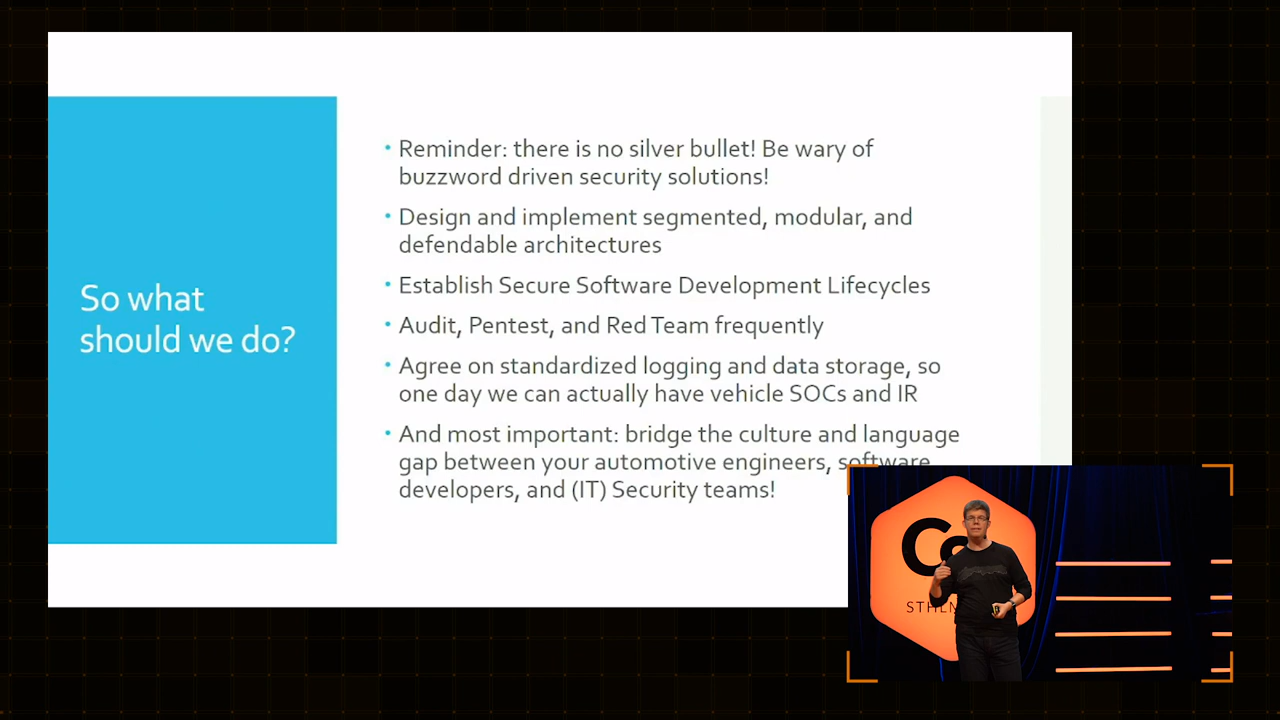 So what
should we do?
• Reminder: there is no silver bullet! Be wary of
buzzword driven security solutions!
• Design and implement segmented, modular, and
defendable architectures
• Establish Secure Software Development Lifecycles
• Audit, Pentest, and Red Team frequently
• Agree on standardized logging and data storage, so
one day we can actually have vehicle SOCs and IR
• And most important: bridge the culture and language
gap between your automotive engineers, software
developers, and (IT) Security teams!